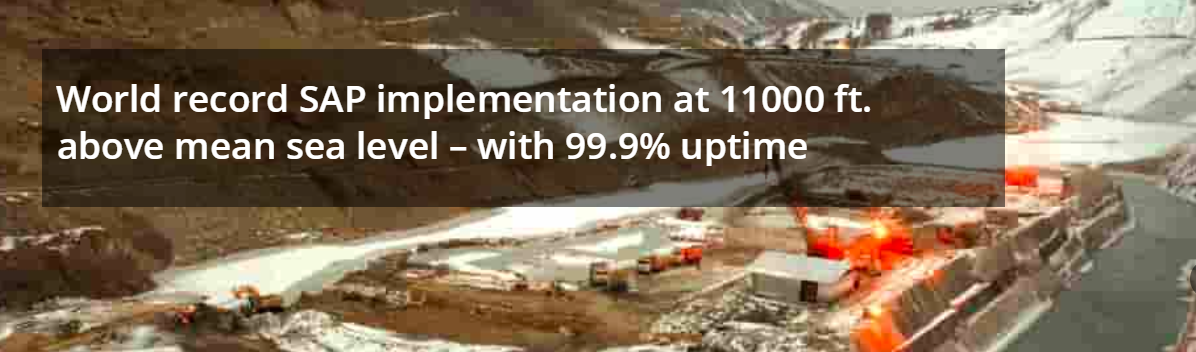 World record SAP implementation at 11000 ft.
above mean sea level – with 99.9% uptime